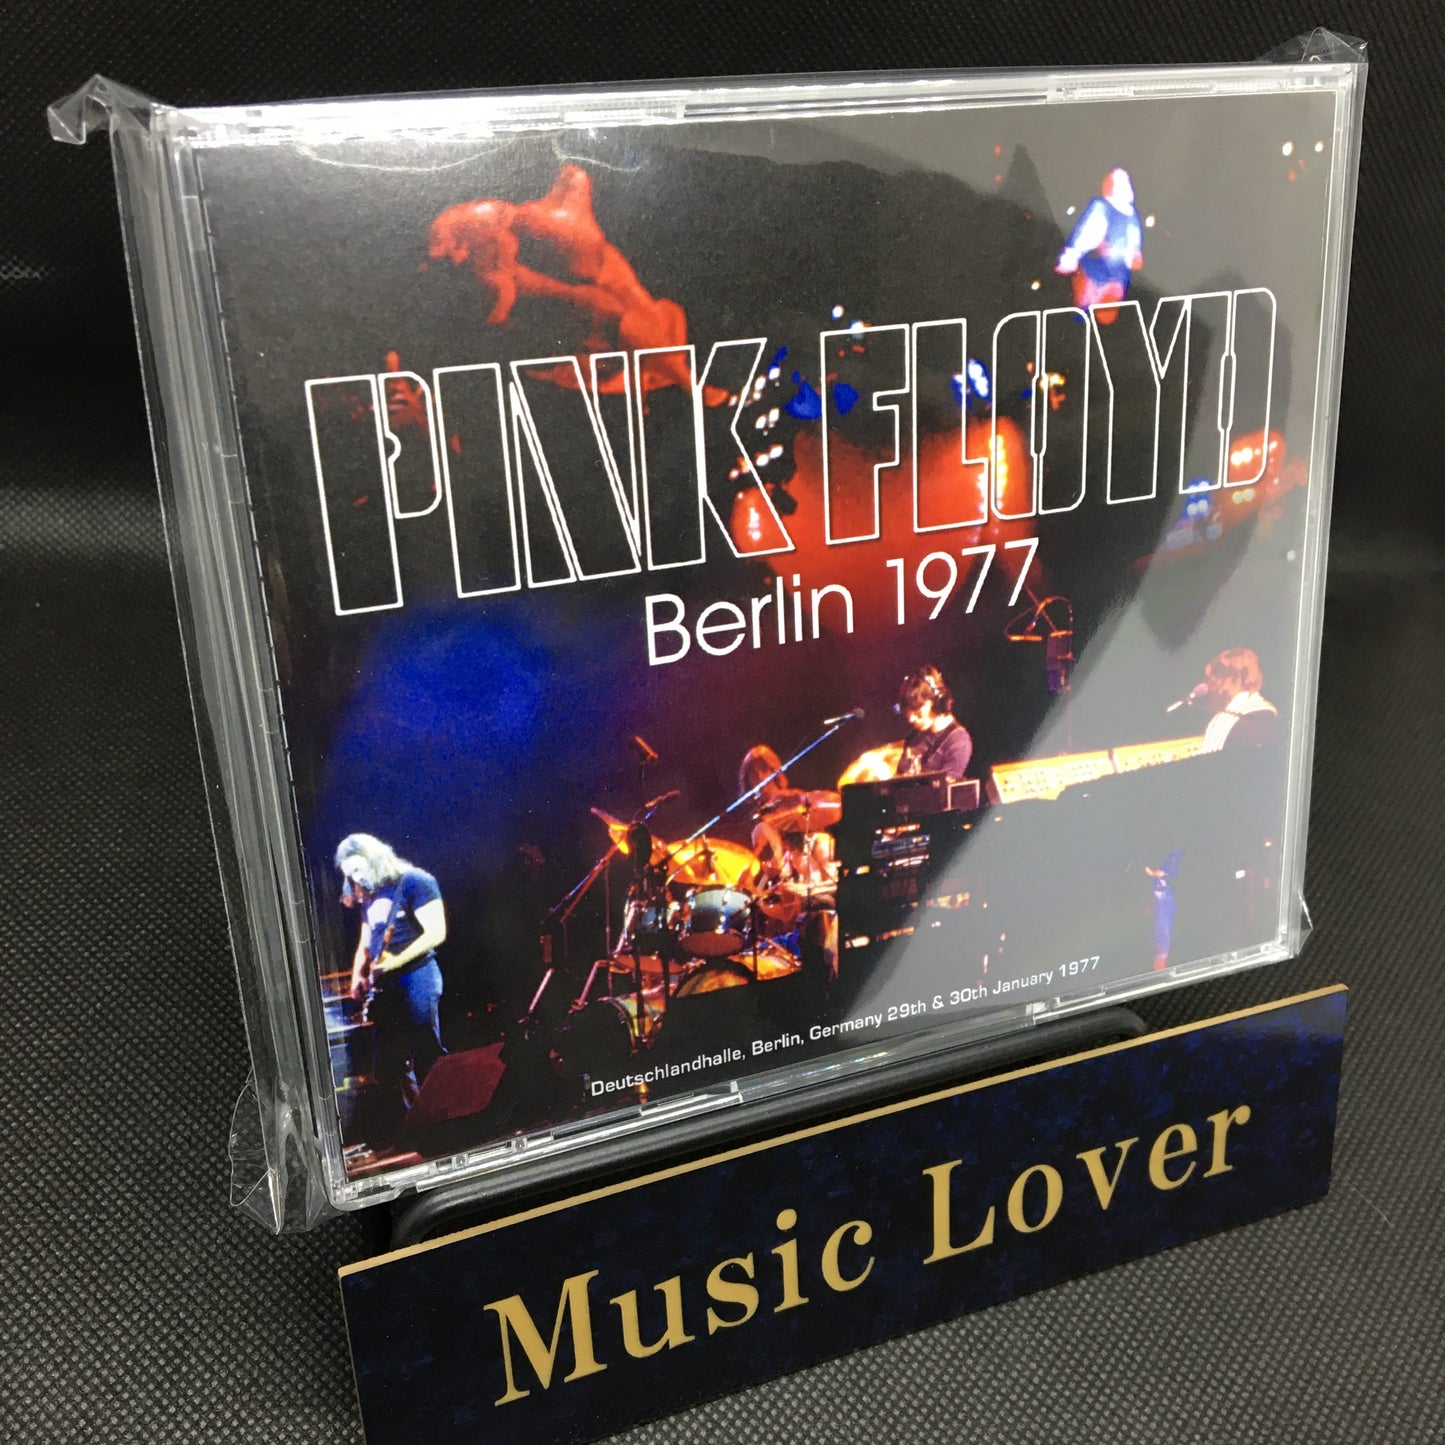 PINK FLOYD
Berlin 1977
Deutschlandhalle, Berlin, Germany 29th & 30th January 1977
Music Lover